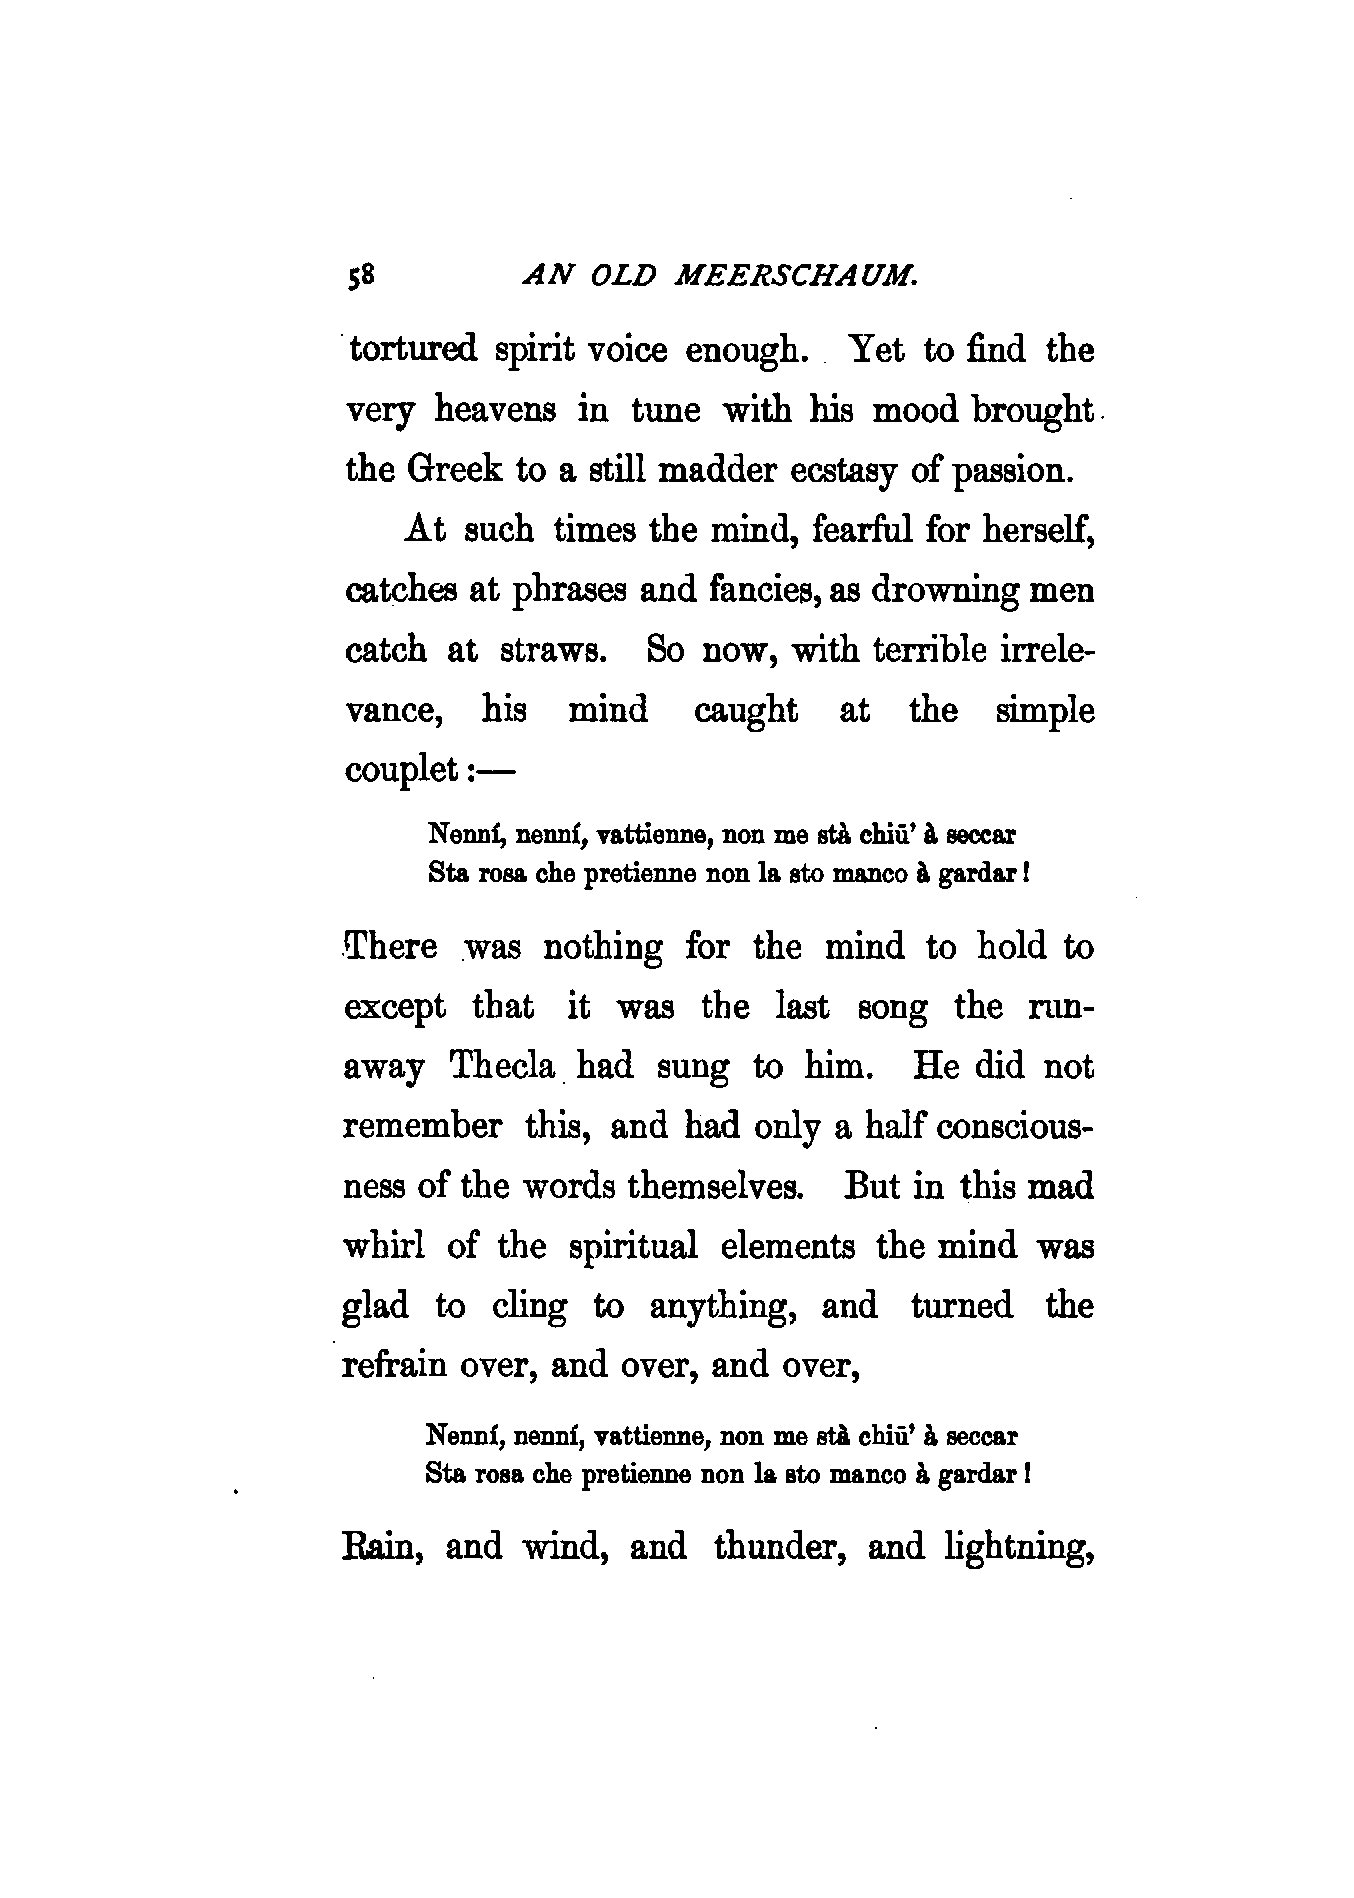 58 AN OLD MEERSCHAUM.
tortured spirit voice enough. Yet to find the
very heavens in tune with his mood brought
the Greek to a still madder ecstasy of passion.
At such times the mind, fearful for herself,
catches at phrases and fancies, as drowning men
catch at straws. So now, with terrible irrele-
vance, his mind caught at the simple
couplet :—
Nenní, nenní, vattienne, non me stà chiū’ à seccar
Sta rosa che pretienne non la sto manco à gardar !
There was nothing for the mind to hold to
except that it was the last song the run-
away Thecla had sung to him. He did not
remember this, and had only a half conscious-
ness of the words themselves. But in this mad
whirl of the spiritual elements the mind was
glad to cling to anything, and turned the
refrain over, and over, and over,
Nenní, nenní, vattienne, non me stà chiū’ à seccar
Sta rosa che pretienne non la sto manco à gardar !
Rain, and wind, and thunder, and lightning,